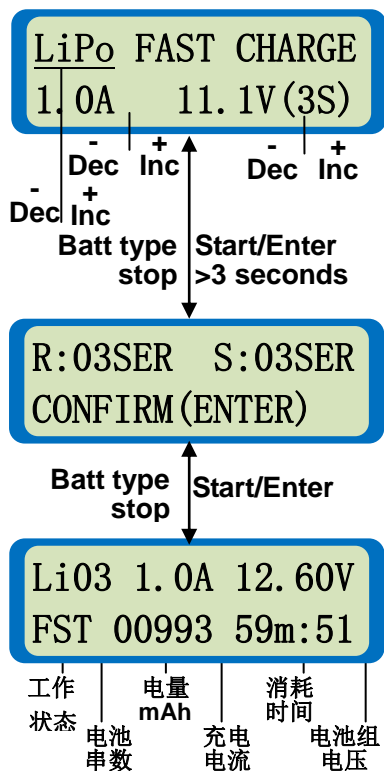 LiPo FAST CHARGE
1.0A 11.1V(3S)
- + - +
Dec Inc Dec Inc
- +
Dec Inc
Batt type Start/Enter
stop >3 seconds
R:03SER S:03SER
CONFIRM(ENTER)
Batt type Start/Enter
stop
Li03 1.0A 12.60V
FST 00993 59m:51
工作 电量 消耗
状态 mAh 时间
电池 充电 电池组
串数 电流 电压